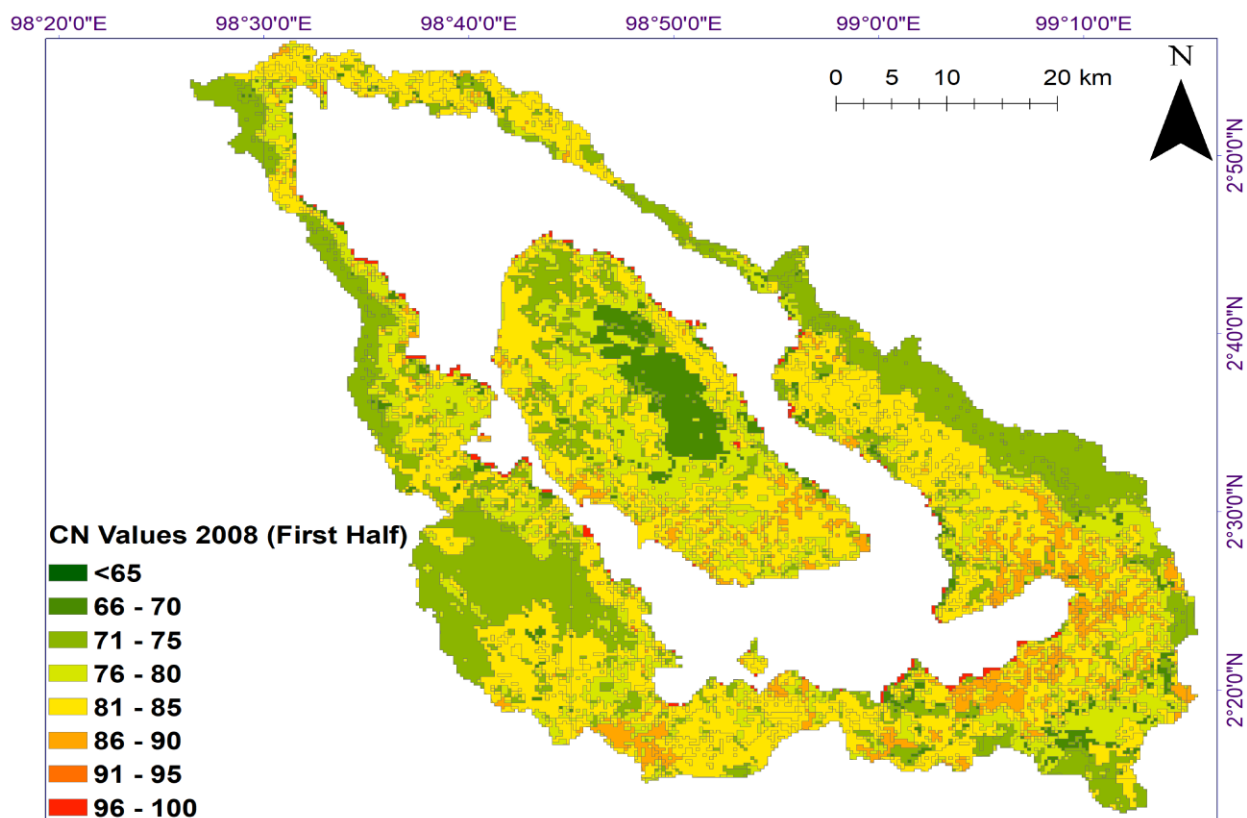 98°20'0"E 98°30'0"E 98°40'0"E 98°50'0"E 99°00'0"E 99°10'0"E
N
0 5 10 20 km
2°50'0"N
2°40'0"N
2°30'0"N
2°20'0"N
CN Values 2008 (First Half)
<65
66 - 70
71 - 75
76 - 80
81 - 85
86 - 90
91 - 95
96 - 100